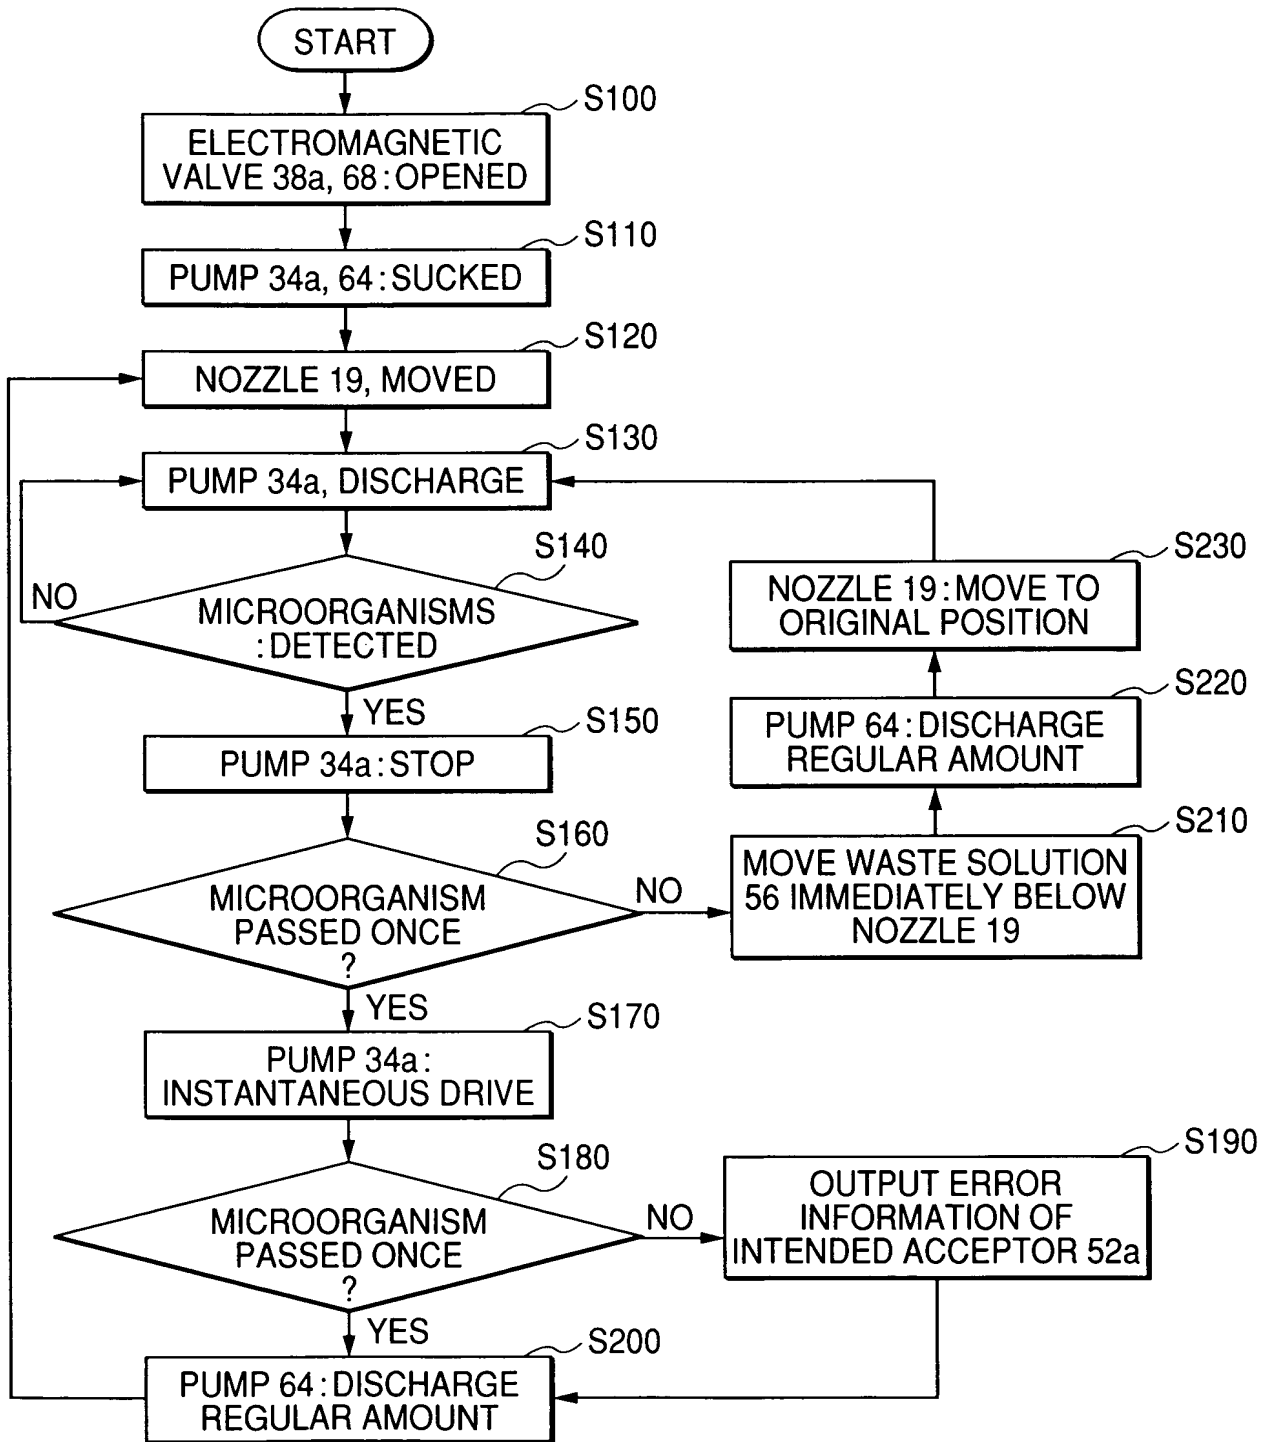 START
S100
ELECTROMAGNETIC
VALVE 38a, 68:OPENED
S110
PUMP 34a, 64:SUCKED
S120
NOZZLE 19, MOVED
S130
PUMP 34a, DISCHARGE
S140
NO
MICROORGANISMS
:DETECTED
YES
S150
PUMP 34a:STOP
S160
MICROORGANISM
PASSED ONCE
?
NO
YES
S170
PUMP 34a:
INSTANTANEOUS DRIVE
S180
MICROORGANISM
PASSED ONCE
?
NO
YES
S190
OUTPUT ERROR
INFORMATION OF
INTENDED ACCEPTOR 52a
S200
PUMP 64:DISCHARGE
REGULAR AMOUNT
S210
MOVE WASTE SOLUTION
56 IMMEDIATELY BELOW
NOZZLE 19
S220
PUMP 64:DISCHARGE
REGULAR AMOUNT
S230
NOZZLE 19:MOVE TO
ORIGINAL POSITION